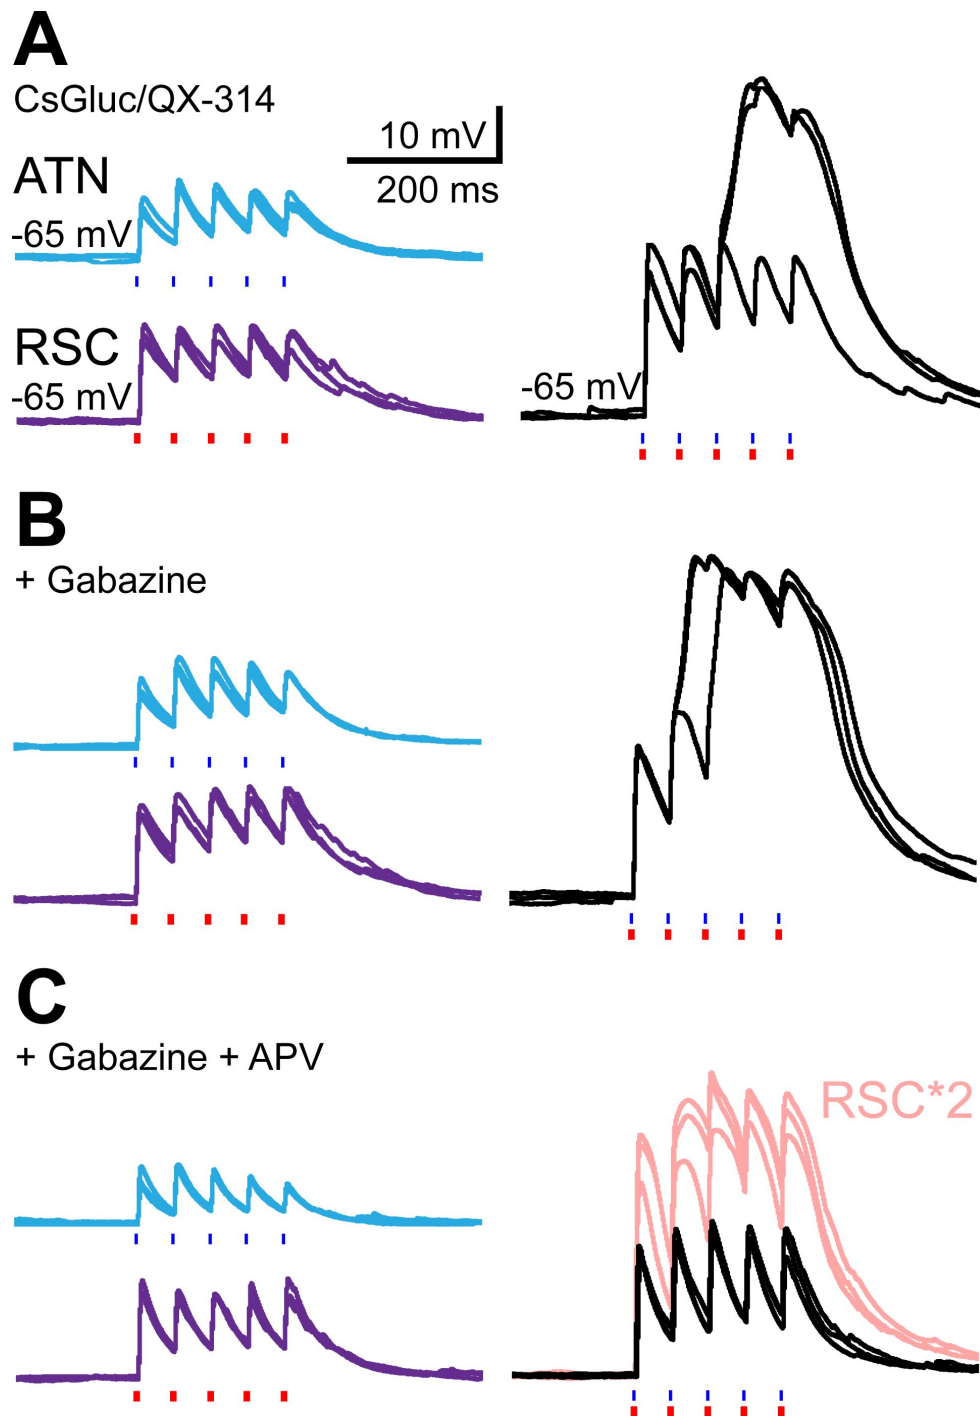 A
CsGluc/QX-314
10 mV
200 ms
ATN
-65 mV
RSC
-65 mV
-65 mV
B
+ Gabazine
C
+ Gabazine + APV
RSC*2